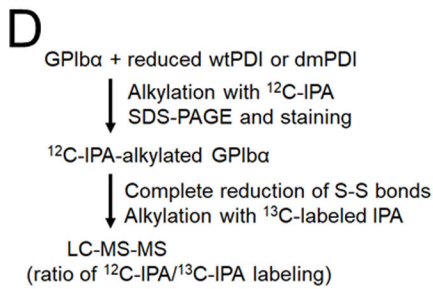 D
GPIbα + reduced wtPDI or dmPDI
Alkylation with ¹²C-IPA
SDS-PAGE and staining
¹²C-IPA-alkylated GPIbα
Complete reduction of S-S bonds
Alkylation with ¹³C-labeled IPA
LC-MS-MS
(ratio of ¹²C-IPA/¹³C-IPA labeling)